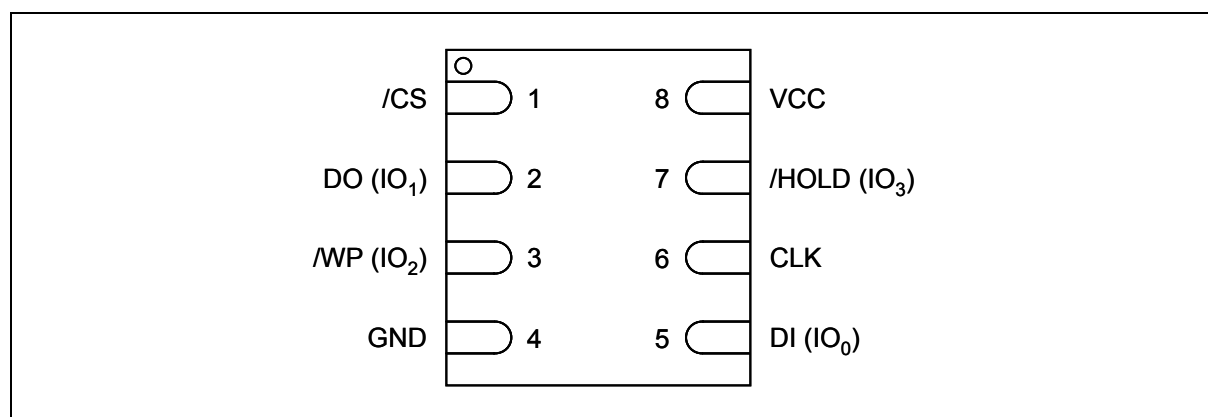 /CS 1 8 VCC
DO (IO₁) 2 7 /HOLD (IO₃)
/WP (IO₂) 3 6 CLK
GND 4 5 DI (IO₀)